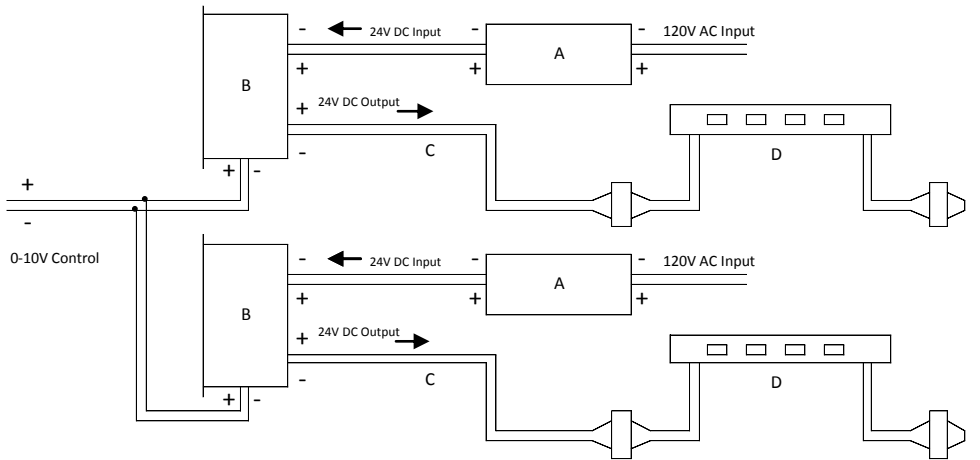 - 24V DC Input - - 120V AC Input
B A
+ + +
+ 24V DC Output
- C D
+ -
+
-
0-10V Control
- 24V DC Input - - 120V AC Input
B A
+ + +
+ 24V DC Output
- C D
+ -